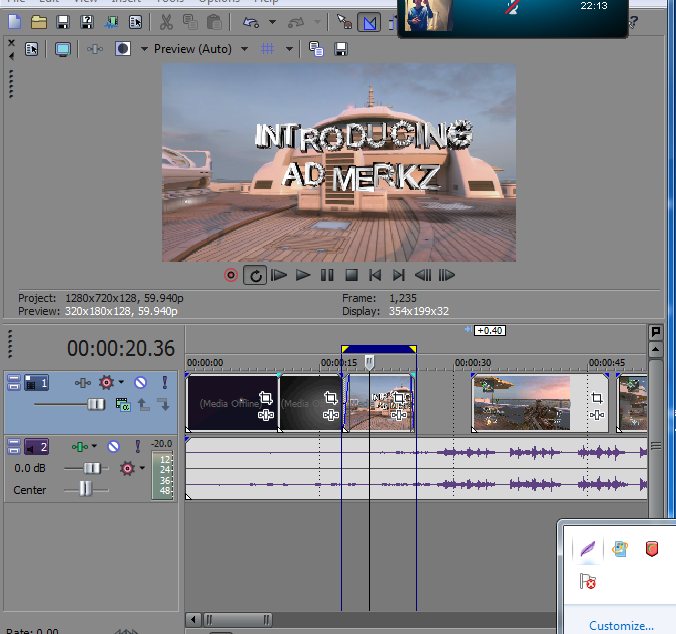 File Edit View Insert Tools Options Help
22:13
Preview (Auto)
INTRODUCING
AD MERKZ
Project: 1280x720x128, 59.940p
Frame: 1,235
Preview: 320x180x128, 59.940p
Display: 354x199x32
+0.40
00:00:20.36
00:00:00
00:00:15
00:00:30
00:00:45
1
(Media Offline)
(Media Offline)
2
-20.0
0.0 dB
12
24
36
48
Center
Rate: 0.00
Customize...